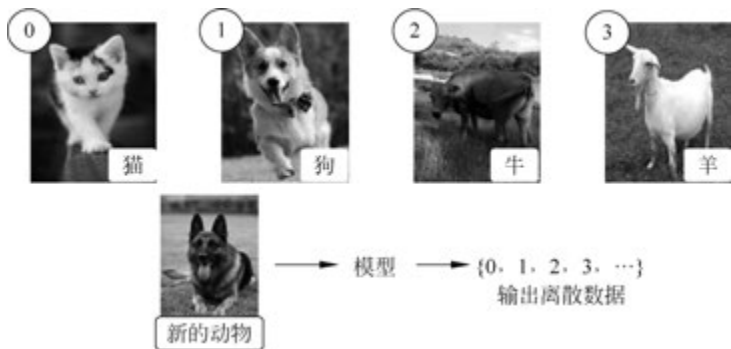 0
1
2
3
猫
狗
牛
羊
模型
{0, 1, 2, 3, …}
输出离散数据
新的动物